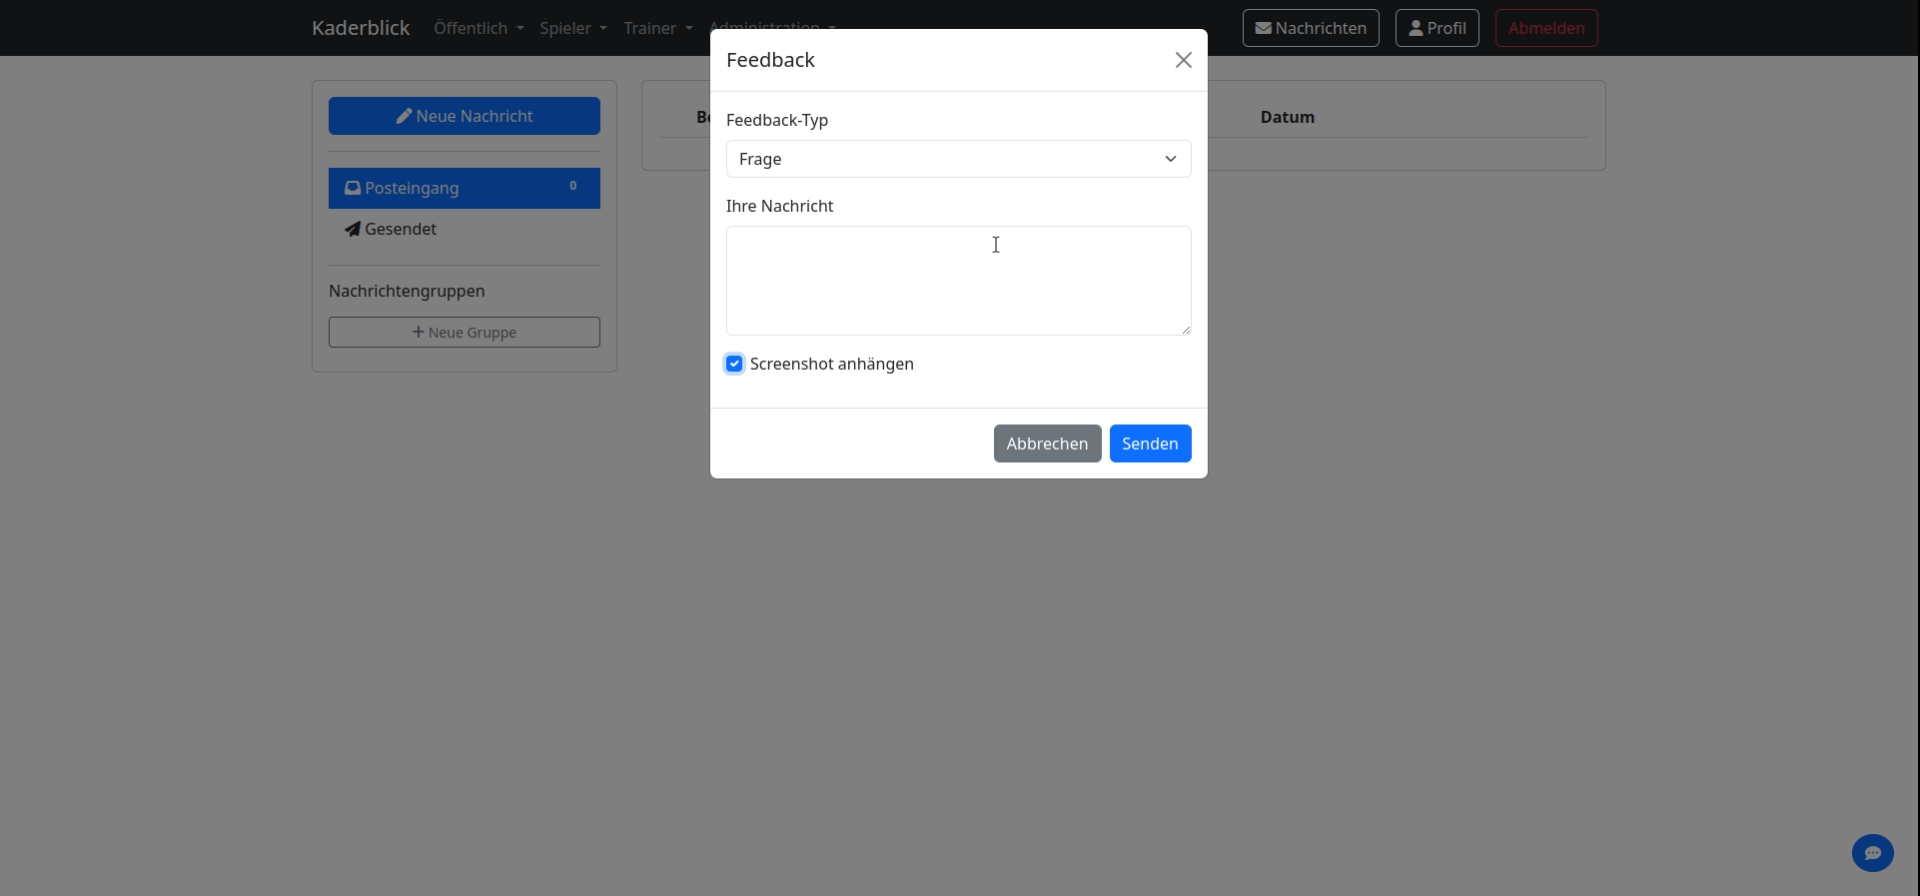 Kaderblick Öffentlich Spieler Trainer Administration Nachrichten Profil Abmelden
Feedback
Neue Nachricht
Posteingang 0
Gesendet
Nachrichtengruppen
Neue Gruppe
Datum
Feedback-Typ
Frage
Ihre Nachricht
Screenshot anhängen
Abbrechen Senden